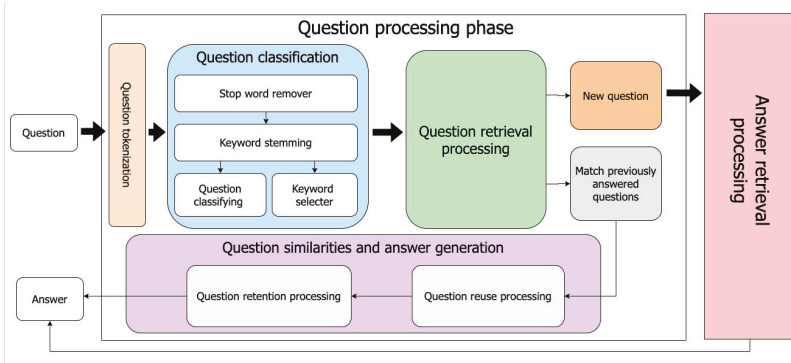 Question processing phase
Question
Question tokenization
Question classification
Stop word remover
Keyword stemming
Question
classifying
Keyword
selecter
Question retrieval
processing
New question
Match previously
answered
questions
Answer retrieval
processing
Question similarities and answer generation
Question retention processing
Question reuse processing
Answer